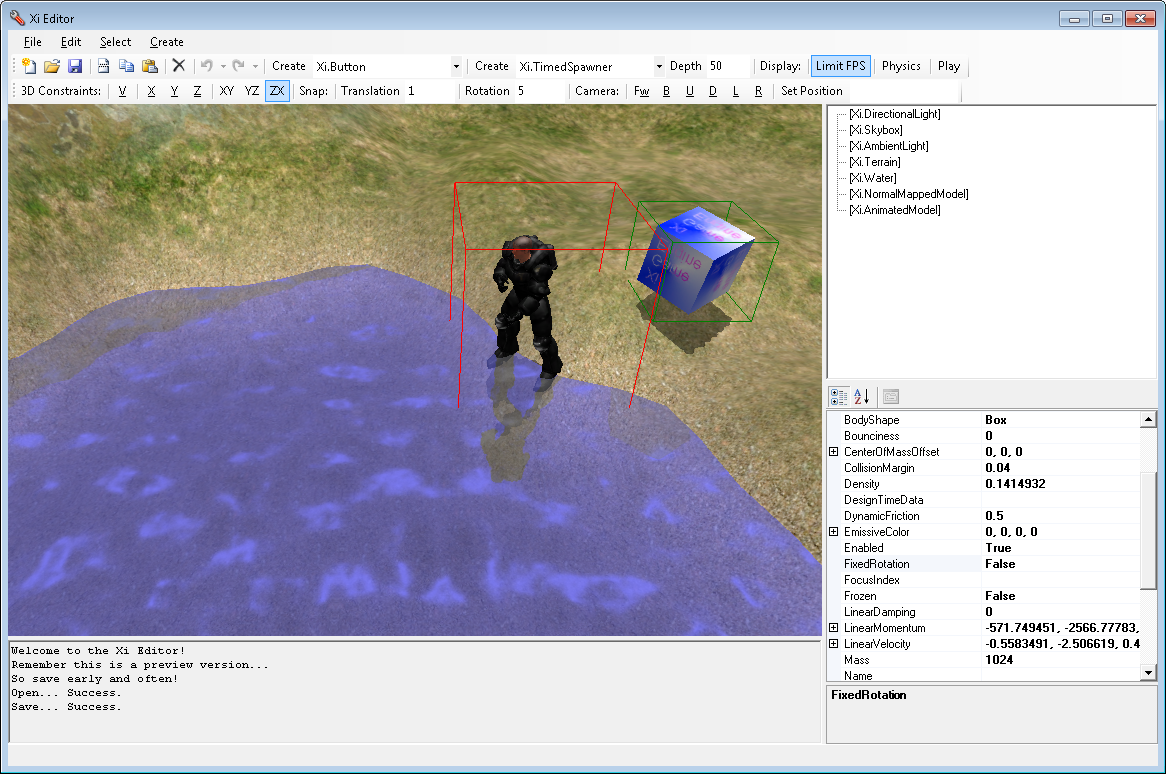 Xi Editor
File Edit Select Create
Create Xi.Button Create Xi.TimedSpawner Depth 50 Display: Limit FPS Physics Play
3D Constraints: V X Y Z XY YZ ZX Snap: Translation 1 Rotation 5 Camera: Fw B U D L R Set Position
[Xi.DirectionalLight]
[Xi.Skybox]
[Xi.AmbientLight]
[Xi.Terrain]
[Xi.Water]
[Xi.NormalMappedModel]
[Xi.AnimatedModel]
BodyShape Box
Bounciness 0
CenterOfMassOffset 0, 0, 0
CollisionMargin 0.04
Density 0.1414932
DesignTimeData
DynamicFriction 0.5
EmissiveColor 0, 0, 0, 0
Enabled True
FixedRotation False
FocusIndex
Frozen False
LinearDamping 0
LinearMomentum -571.749451, -2566.77783,
LinearVelocity -0.5583491, -2.506619, 0.4
Mass 1024
Name
FixedRotation
Welcome to the Xi Editor!
Remember this is a preview version...
So save early and often!
Open... Success.
Save... Success.